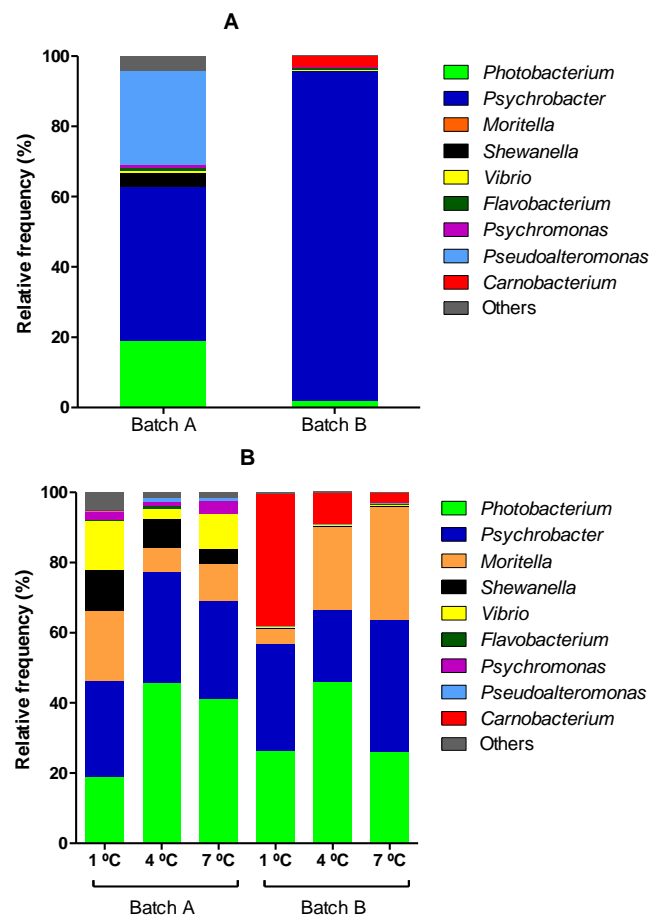 A
Relative frequency (%)
100
80
60
40
20
0
Batch A Batch B
Photobacterium
Psychrobacter
Moritella
Shewanella
Vibrio
Flavobacterium
Psychromonas
Pseudoalteromonas
Carnobacterium
Others
B
Relative frequency (%)
100
80
60
40
20
0
1 ºC 4 ºC 7 ºC 1 ºC 4 ºC 7 ºC
Batch A Batch B
Photobacterium
Psychrobacter
Moritella
Shewanella
Vibrio
Flavobacterium
Psychromonas
Pseudoalteromonas
Carnobacterium
Others